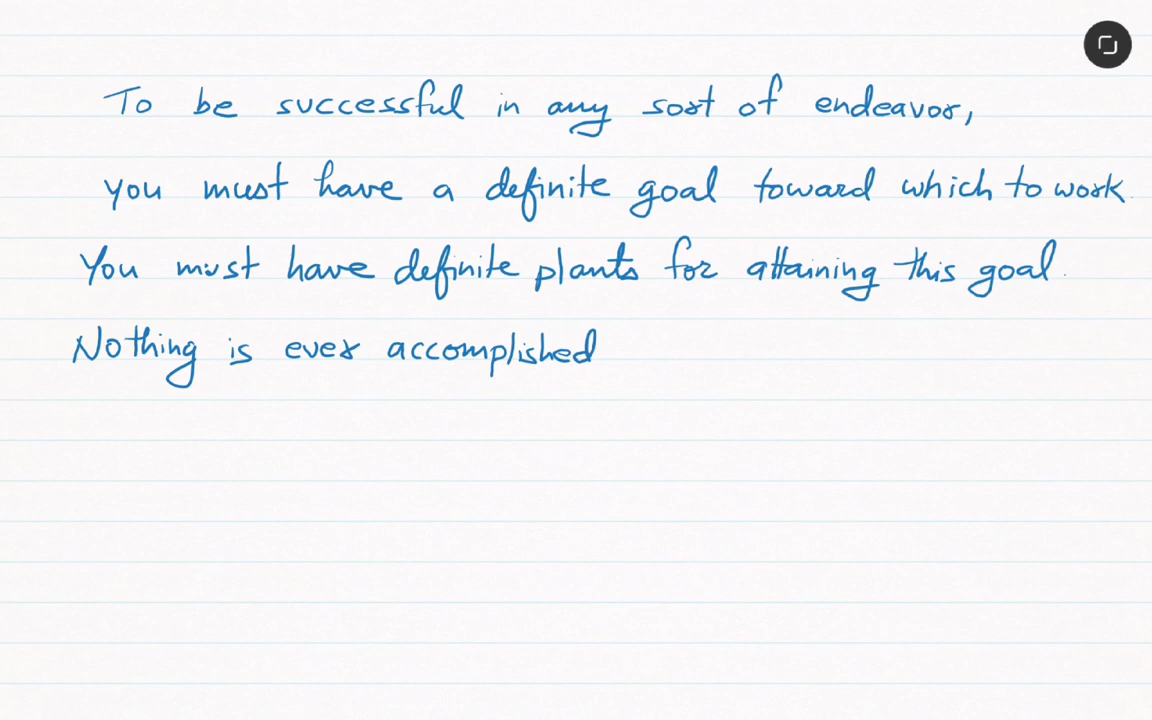 To be successful in any sort of endeavor,
you must have a definite goal toward which to work.
You must have definite plants for attaining this goal.
Nothing is ever accomplished